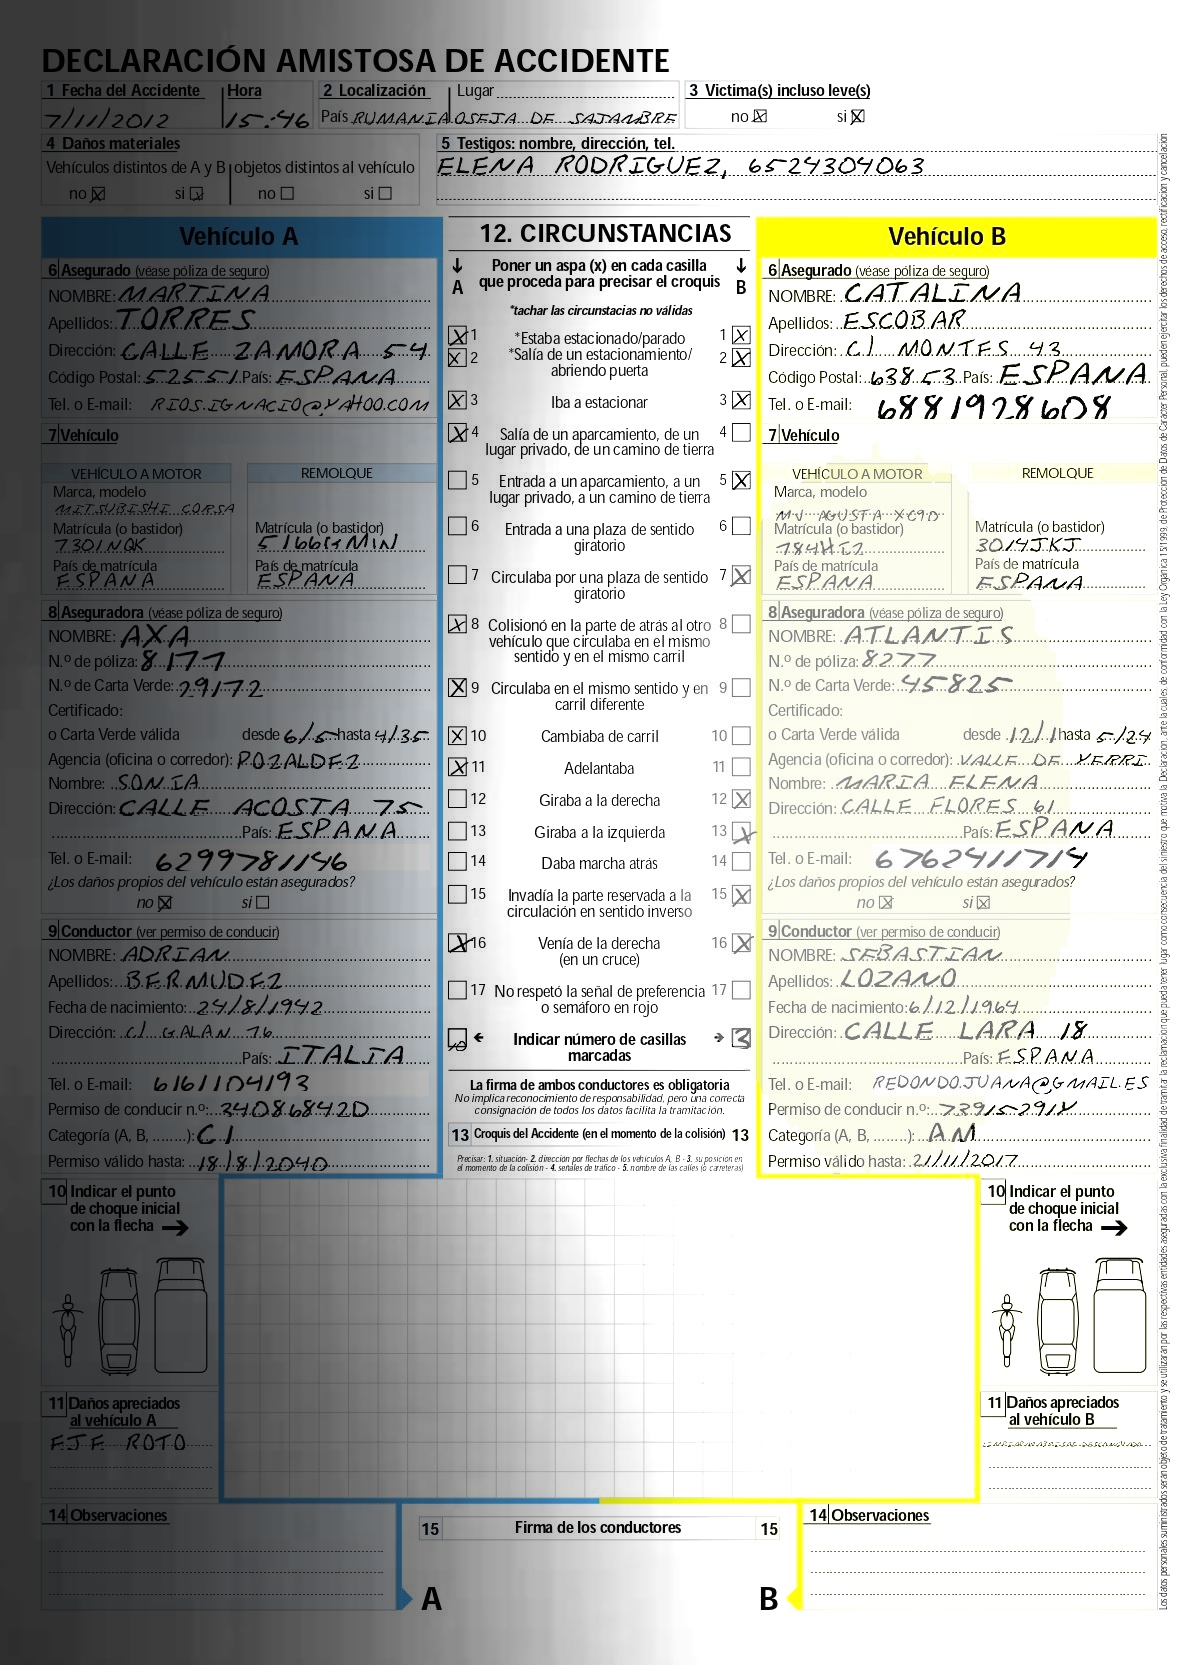 DECLARACIÓN AMISTOSA DE ACCIDENTE
1 Fecha del Accidente Hora 2 Localización Lugar 3 Victima(s) incluso leve(s)
7/11/2012 15:46 País RUMANIA OSEJA DE SAJAMBRE no si
4 Daños materiales
Vehículos distintos de A y B objetos distintos al vehículo
no si no si
5 Testigos: nombre, dirección, tel.
ELENA RODRIGUEZ, 6524304063
Vehículo A
6 Asegurado (véase póliza de seguro)
NOMBRE: MARTINA
Apellidos: TORRES
Dirección: CALLE ZAMORA 54
Código Postal: 52551 País: ESPANA
Tel. o E-mail: RIOS.IGNACIO@YAHOO.COM
7 Vehículo
VEHÍCULO A MOTOR REMOLQUE
Marca, modelo
MITSUBISHI CORSA
Matrícula (o bastidor) Matrícula (o bastidor)
7301NQK 5166GMIN
País de matrícula País de matrícula
ESPANA ESPANA
8 Aseguradora (véase póliza de seguro)
NOMBRE: AXA
N.º de póliza: 8177
N.º de Carta Verde: 29172
Certificado:
o Carta Verde válida desde 6/5 hasta 4/35
Agencia (oficina o corredor): POZALDEZ
Nombre: SONIA
Dirección: CALLE ACOSTA 75
País: ESPANA
Tel. o E-mail: 6299781146
¿Los daños propios del vehículo están asegurados?
no si
9 Conductor (ver permiso de conducir)
NOMBRE: ADRIAN
Apellidos: BERMUDEZ
Fecha de nacimiento: 24/8/1942
Dirección: C/ GALAN 76
País: ITALIA
Tel. o E-mail: 6161104193
Permiso de conducir n.º: 34086842D
Categoría (A, B, ........): C1
Permiso válido hasta: 18/8/2040
12. CIRCUNSTANCIAS
A Poner un aspa (x) en cada casilla que proceda para precisar el croquis B
*tachar las circunstacias no válidas
1 *Estaba estacionado/parado 1
2 *Salía de un estacionamiento/ 2
abriendo puerta
3 Iba a estacionar 3
4 Salía de un aparcamiento, de un 4
lugar privado, de un camino de tierra
5 Entrada a un aparcamiento, a un 5
lugar privado, a un camino de tierra
6 Entrada a una plaza de sentido 6
giratorio
7 Circulaba por una plaza de sentido 7
giratorio
8 Colisionó en la parte de atrás al otro 8
vehículo que circulaba en el mismo
sentido y en el mismo carril
9 Circulaba en el mismo sentido y en 9
carril diferente
10 Cambiaba de carril 10
11 Adelantaba 11
12 Giraba a la derecha 12
13 Giraba a la izquierda 13
14 Daba marcha atrás 14
15 Invadía la parte reservada a la 15
circulación en sentido inverso
16 Venía de la derecha 16
(en un cruce)
17 No respetó la señal de preferencia 17
o semáforo en rojo
10 Indicar número de casillas 3
marcadas
La firma de ambos conductores es obligatoria
No implica reconocimiento de responsabilidad, pero una correcta
consignación de todos los datos facilita la tramitación.
13 Croquis del Accidente (en el momento de la colisión) 13
Precisar: 1. situación- 2. dirección por flechas de los vehículos A, B - 3. su posición en
el momento de la colisión - 4. señales de tráfico - 5. nombre de las calles (o carreteras)
Vehículo B
6 Asegurado (véase póliza de seguro)
NOMBRE: CATALINA
Apellidos: ESCOBAR
Dirección: C/ MONTES 43
Código Postal: 63853 País: ESPANA
Tel. o E-mail: 6881928608
7 Vehículo
VEHÍCULO A MOTOR REMOLQUE
Marca, modelo
MV AGUSTA XC90
Matrícula (o bastidor) Matrícula (o bastidor)
784HIZ 3014JKJ
País de matrícula País de matrícula
ESPANA ESPANA
8 Aseguradora (véase póliza de seguro)
NOMBRE: ATLANTIS
N.º de póliza: 8277
N.º de Carta Verde: 45825
Certificado:
o Carta Verde válida desde 12/1 hasta 5/24
Agencia (oficina o corredor): VALLE DE YERRI
Nombre: MARIA ELENA
Dirección: CALLE FLORES 61
País: ESPANA
Tel. o E-mail: 6762411714
¿Los daños propios del vehículo están asegurados?
no si
9 Conductor (ver permiso de conducir)
NOMBRE: SEBASTIAN
Apellidos: LOZANO
Fecha de nacimiento: 6/12/1964
Dirección: CALLE LARA 18
País: ESPANA
Tel. o E-mail: REDONDOJUANA@GMAIL.ES
Permiso de conducir n.º: 73915291X
Categoría (A, B, ........): AM
Permiso válido hasta: 21/11/2017
10 Indicar el punto
de choque inicial
con la flecha
11 Daños apreciados
al vehículo A
EJE ROTO
10 Indicar el punto
de choque inicial
con la flecha
11 Daños apreciados
al vehículo B
14 Observaciones
15 Firma de los conductores 15
A B
14 Observaciones
Los datos personales suministrados seran objeto de tratamiento y se utilizaran por las respectivas entidades aseguradas con la exclusiva finalidad de tramitar la reclamación que pueda tener lugar como consecuencia del siniestro que motiva la Declaracion, ante la cuales, de conformidad con la Ley Organica 15/1999, de Proteccion de Datos de Caracter Personal, pueden ejercitar los derechos de acceso, rectificación y cancelación